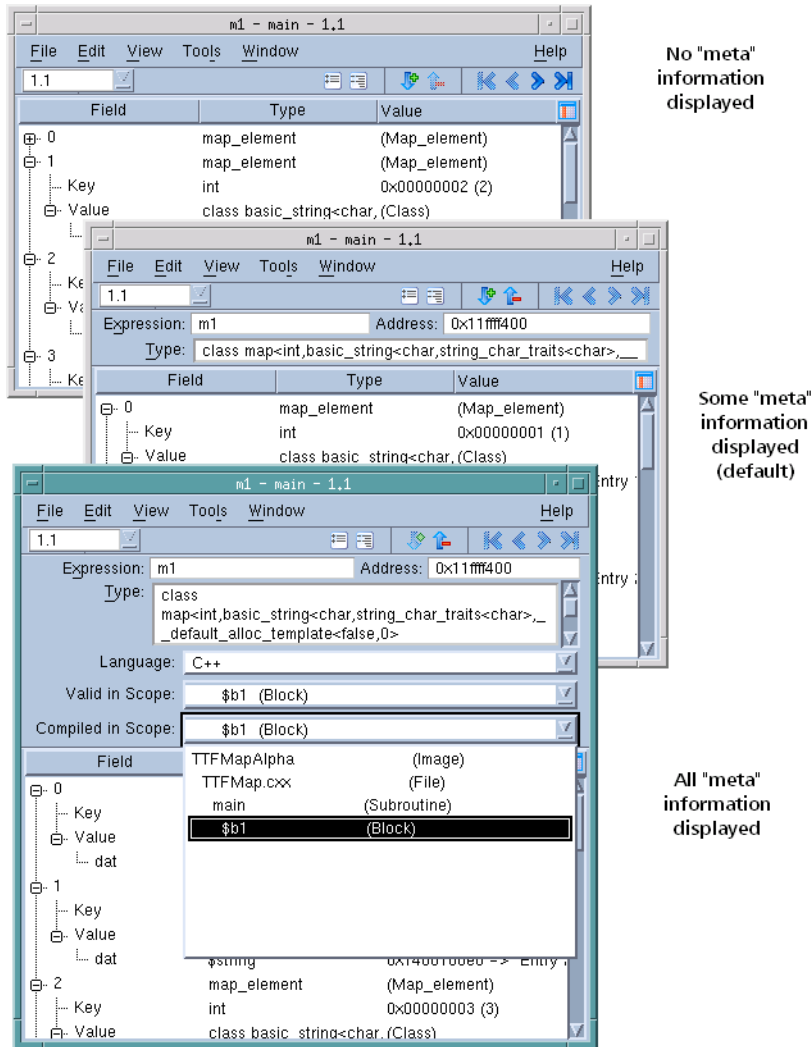 m1 - main - 1.1
File Edit View Tools Window Help
1.1
Field Type Value
0 map_element (Map_element)
1 map_element (Map_element)
Key int 0x00000002 (2)
Value class basic_string<char, (Class)
2
3
No "meta"
information
displayed
m1 - main - 1.1
File Edit View Tools Window Help
1.1
Expression: m1 Address: 0x11ffff400
Type: class map<int,basic_string<char,string_char_traits<char>,__
Field Type Value
0 map_element (Map_element)
Key int 0x00000001 (1)
Value class basic_string<char, (Class)
Entry
Entry
Some "meta"
information
displayed
(default)
m1 - main - 1.1
File Edit View Tools Window Help
1.1
Expression: m1 Address: 0x11ffff400
Type: class
map<int,basic_string<char,string_char_traits<char>,_
_default_alloc_template<false,0>
Language: C++
Valid in Scope: $b1 (Block)
Compiled in Scope: $b1 (Block)
TTFMapAlpha (Image)
TTFMap.cxx (File)
main (Subroutine)
$b1 (Block)
Field
0
Key
Value
dat
1
Key
Value
dat $string
2 map_element (Map_element)
Key int 0x00000003 (3)
Value class basic_string<char, (Class)
All "meta"
information
displayed